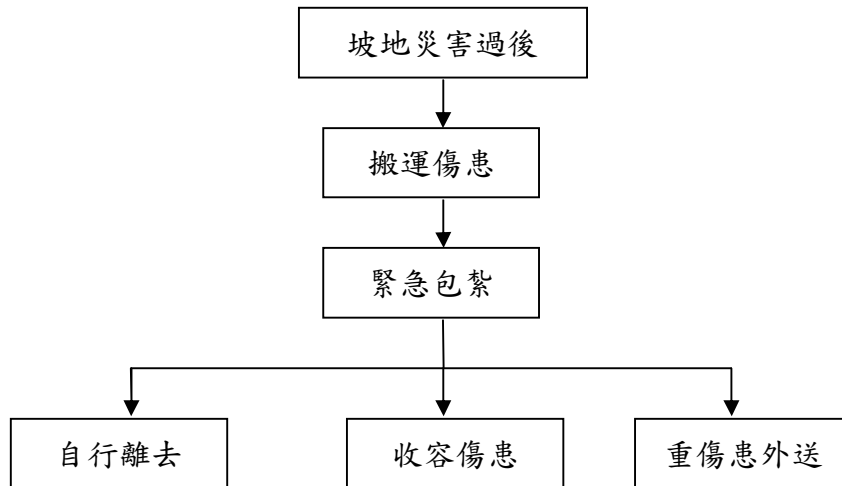 坡地災害過後
搬運傷患
緊急包紮
自行離去
收容傷患
重傷患外送